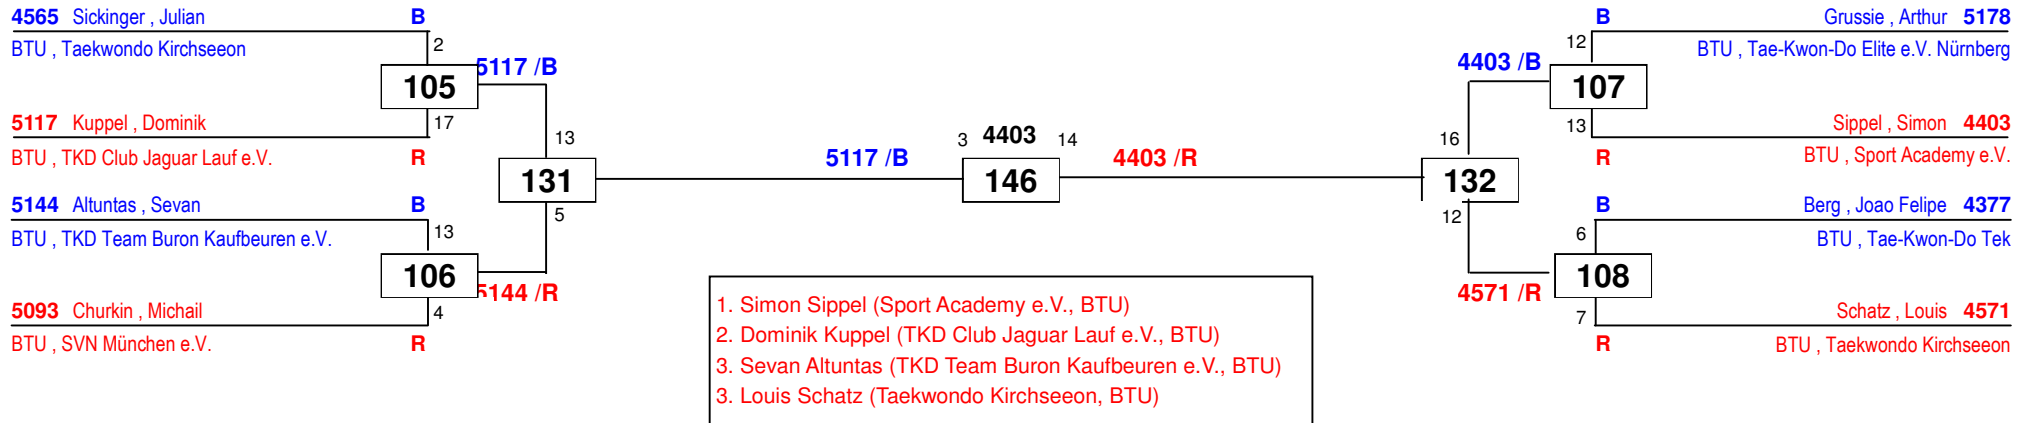 4565 Sickinger , Julian B
BTU , Taekwondo Kirchseeon
2
105
5117 /B
5117 Kuppel , Dominik
17
BTU , TKD Club Jaguar Lauf e.V. R
13
131
5
5144 Altuntas , Sevan B
BTU , TKD Team Buron Kaufbeuren e.V.
13
106
5144 /R
5093 Churkin , Michail
4
BTU , SVN München e.V. R
5117 /B
3 4403 14
146
4403 /R
B Grussie , Arthur 5178
12
BTU , Tae-Kwon-Do Elite e.V. Nürnberg
4403 /B
107
13
Sippel , Simon 4403
R BTU , Sport Academy e.V.
16
132
12
B Berg , Joao Felipe 4377
6
BTU , Tae-Kwon-Do Tek
108
4571 /R
7
Schatz , Louis 4571
R BTU , Taekwondo Kirchseeon
1. Simon Sippel (Sport Academy e.V., BTU)
2. Dominik Kuppel (TKD Club Jaguar Lauf e.V., BTU)
3. Sevan Altuntas (TKD Team Buron Kaufbeuren e.V., BTU)
3. Louis Schatz (Taekwondo Kirchseeon, BTU)